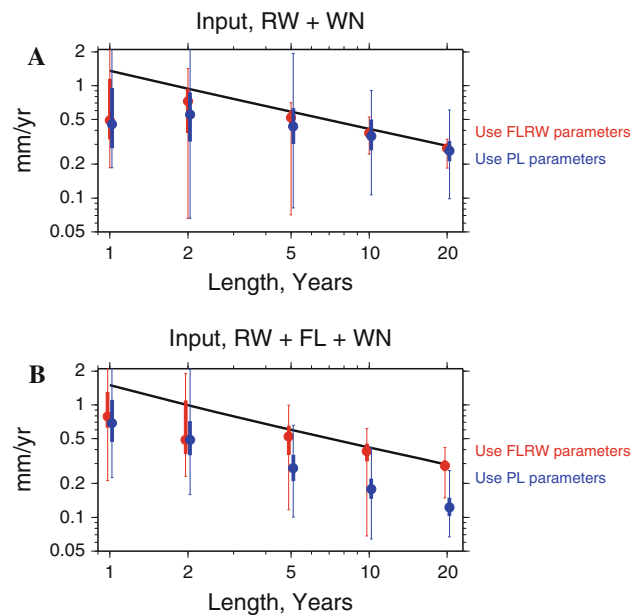 Input, RW + WN
A
2
1
0.5
0.2
0.1
0.05
mm/yr
1 2 5 10 20
Length, Years
Use FLRW parameters
Use PL parameters
Input, RW + FL + WN
B
2
1
0.5
0.2
0.1
0.05
mm/yr
1 2 5 10 20
Length, Years
Use FLRW parameters
Use PL parameters